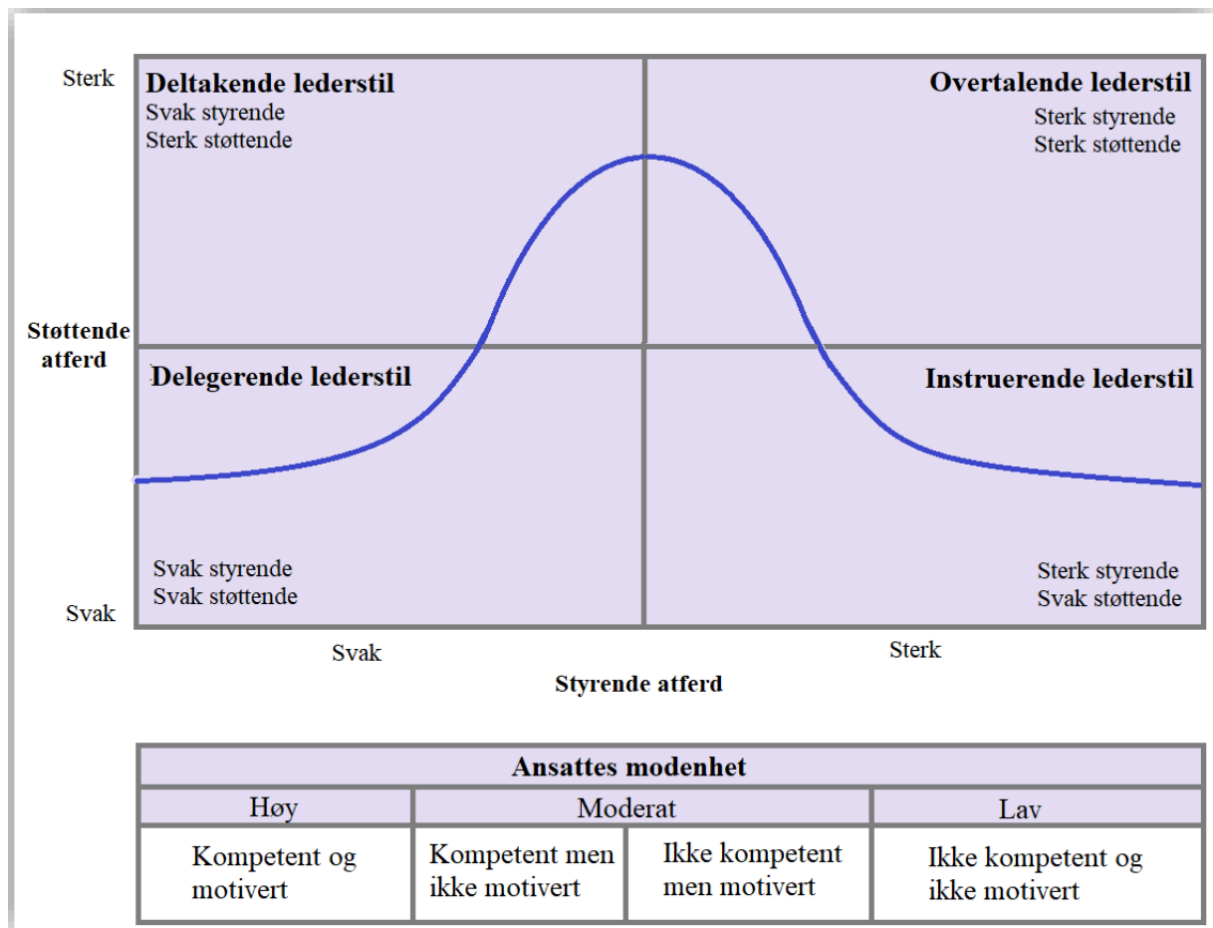 Sterk
Deltakende lederstil
Svak styrende
Sterk støttende
Overtalende lederstil
Sterk styrende
Sterk støttende
Støttende
atferd
Delegerende lederstil
Svak styrende
Svak støttende
Instruerende lederstil
Sterk styrende
Svak støttende
Svak
Svak
Sterk
Styrende atferd
Ansattes modenhet
Høy
Moderat
Lav
Kompetent og
motivert
Kompetent men
ikke motivert
Ikke kompetent
men motivert
Ikke kompetent og
ikke motivert